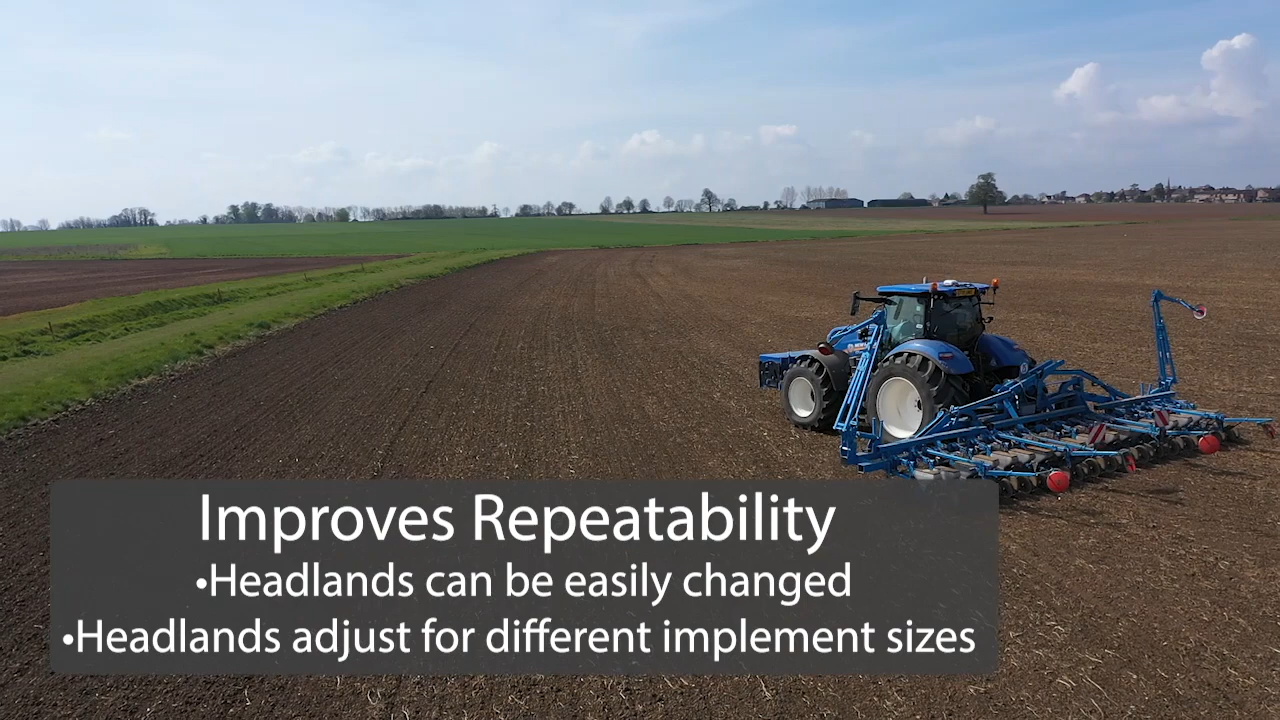 Improves Repeatability
•Headlands can be easily changed
•Headlands adjust for different implement sizes